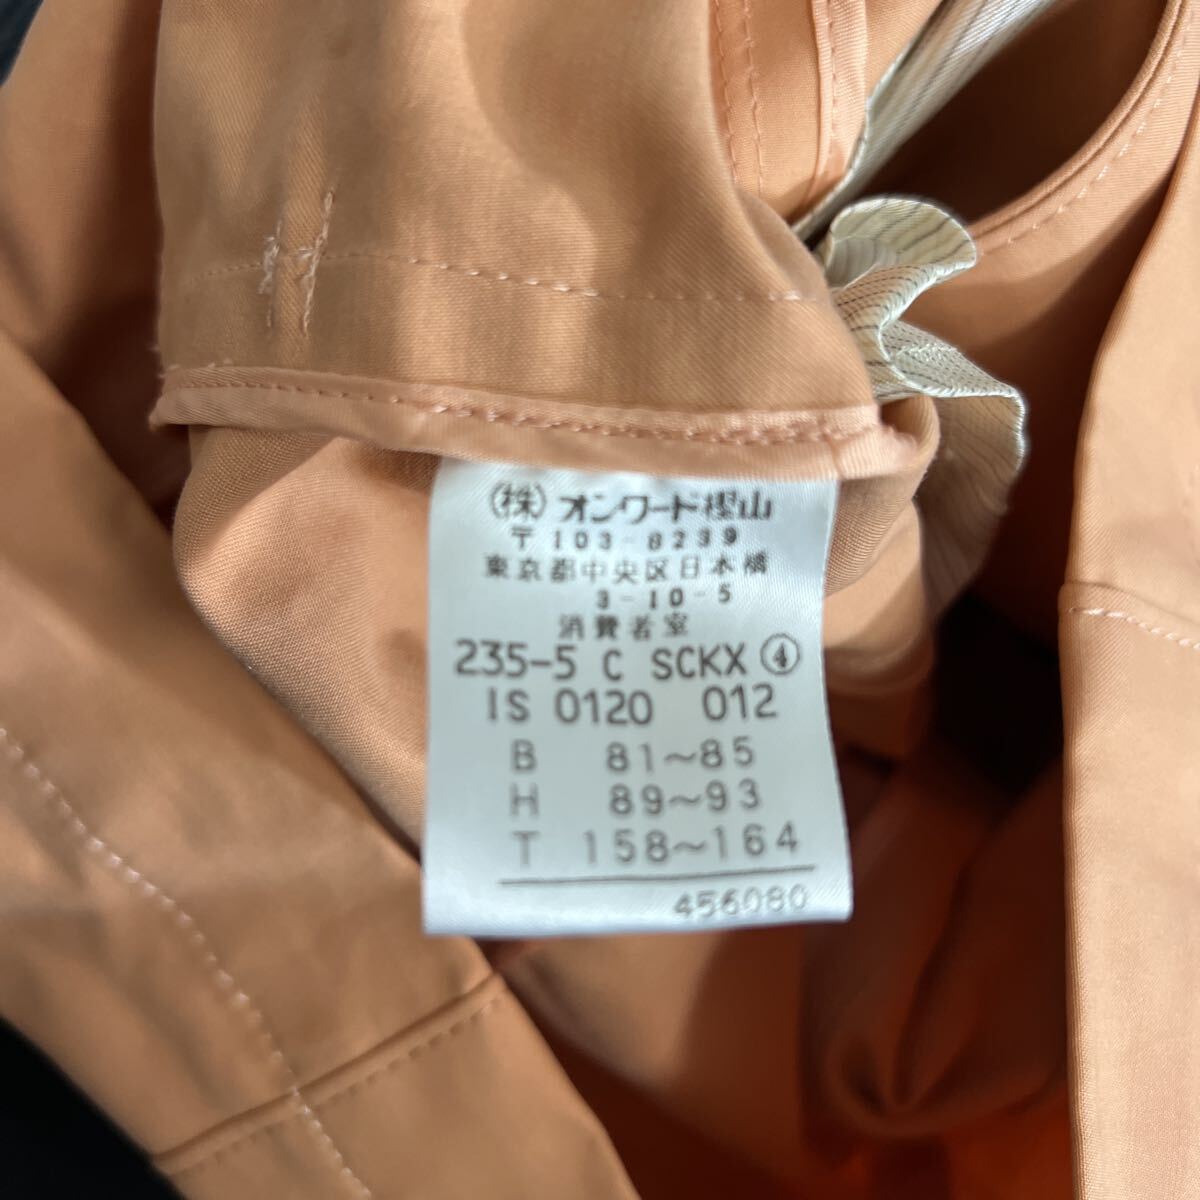 (株)オンワード樫山
〒103-8239
東京都中央区日本橋
3-10-5
消費者室
235-5 C SCKX ④
IS 0120 012
B 81~85
H 89~93
T 158~164
456080